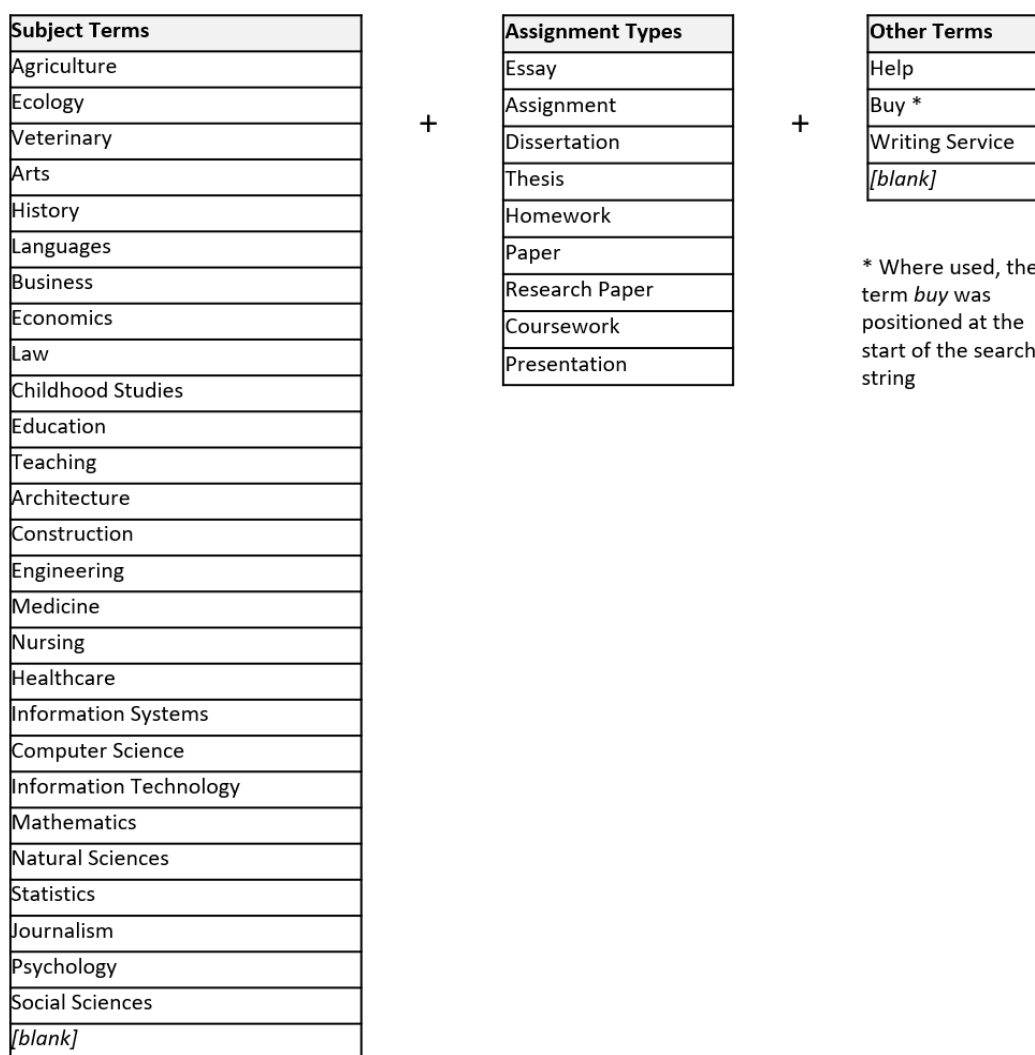 Subject Terms
Agriculture
Ecology
Veterinary
Arts
History
Languages
Business
Economics
Law
Childhood Studies
Education
Teaching
Architecture
Construction
Engineering
Medicine
Nursing
Healthcare
Information Systems
Computer Science
Information Technology
Mathematics
Natural Sciences
Statistics
Journalism
Psychology
Social Sciences
[blank]
+
Assignment Types
Essay
Assignment
Dissertation
Thesis
Homework
Paper
Research Paper
Coursework
Presentation
+
Other Terms
Help
Buy *
Writing Service
[blank]
* Where used, the
term buy was
positioned at the
start of the search
string